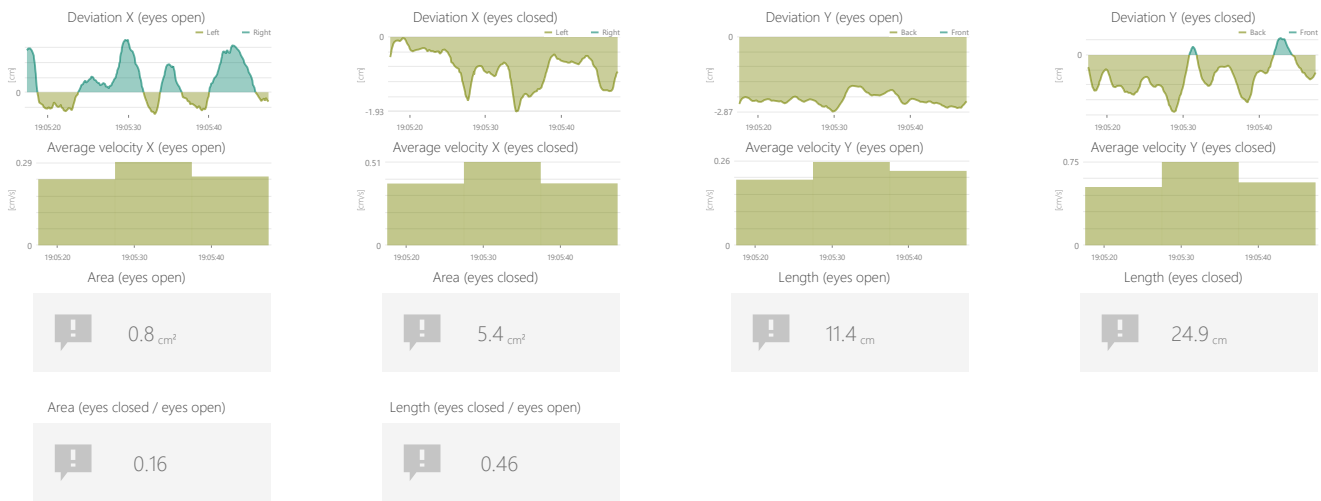 Deviation X (eyes open)
Left Right
[cm]
0
19:05:20 19:05:30 19:05:40
Deviation X (eyes closed)
Left Right
0
-1.93
19:05:20 19:05:30 19:05:40
Deviation Y (eyes open)
Back Front
[cm]
0
-2.87
19:05:20 19:05:30 19:05:40
Deviation Y (eyes closed)
Back Front
[cm]
0
19:05:20 19:05:30 19:05:40
Average velocity X (eyes open)
0.29
[cm/s]
0
19:05:20 19:05:30 19:05:40
Average velocity X (eyes closed)
0.51
[cm/s]
0
19:05:20 19:05:30 19:05:40
Average velocity Y (eyes open)
0.26
[cm/s]
0
19:05:20 19:05:30 19:05:40
Average velocity Y (eyes closed)
0.75
[cm/s]
0
19:05:20 19:05:30 19:05:40
Area (eyes open)
0.8 cm²
Area (eyes closed)
5.4 cm²
Length (eyes open)
11.4 cm
Length (eyes closed)
24.9 cm
Area (eyes closed / eyes open)
0.16
Length (eyes closed / eyes open)
0.46